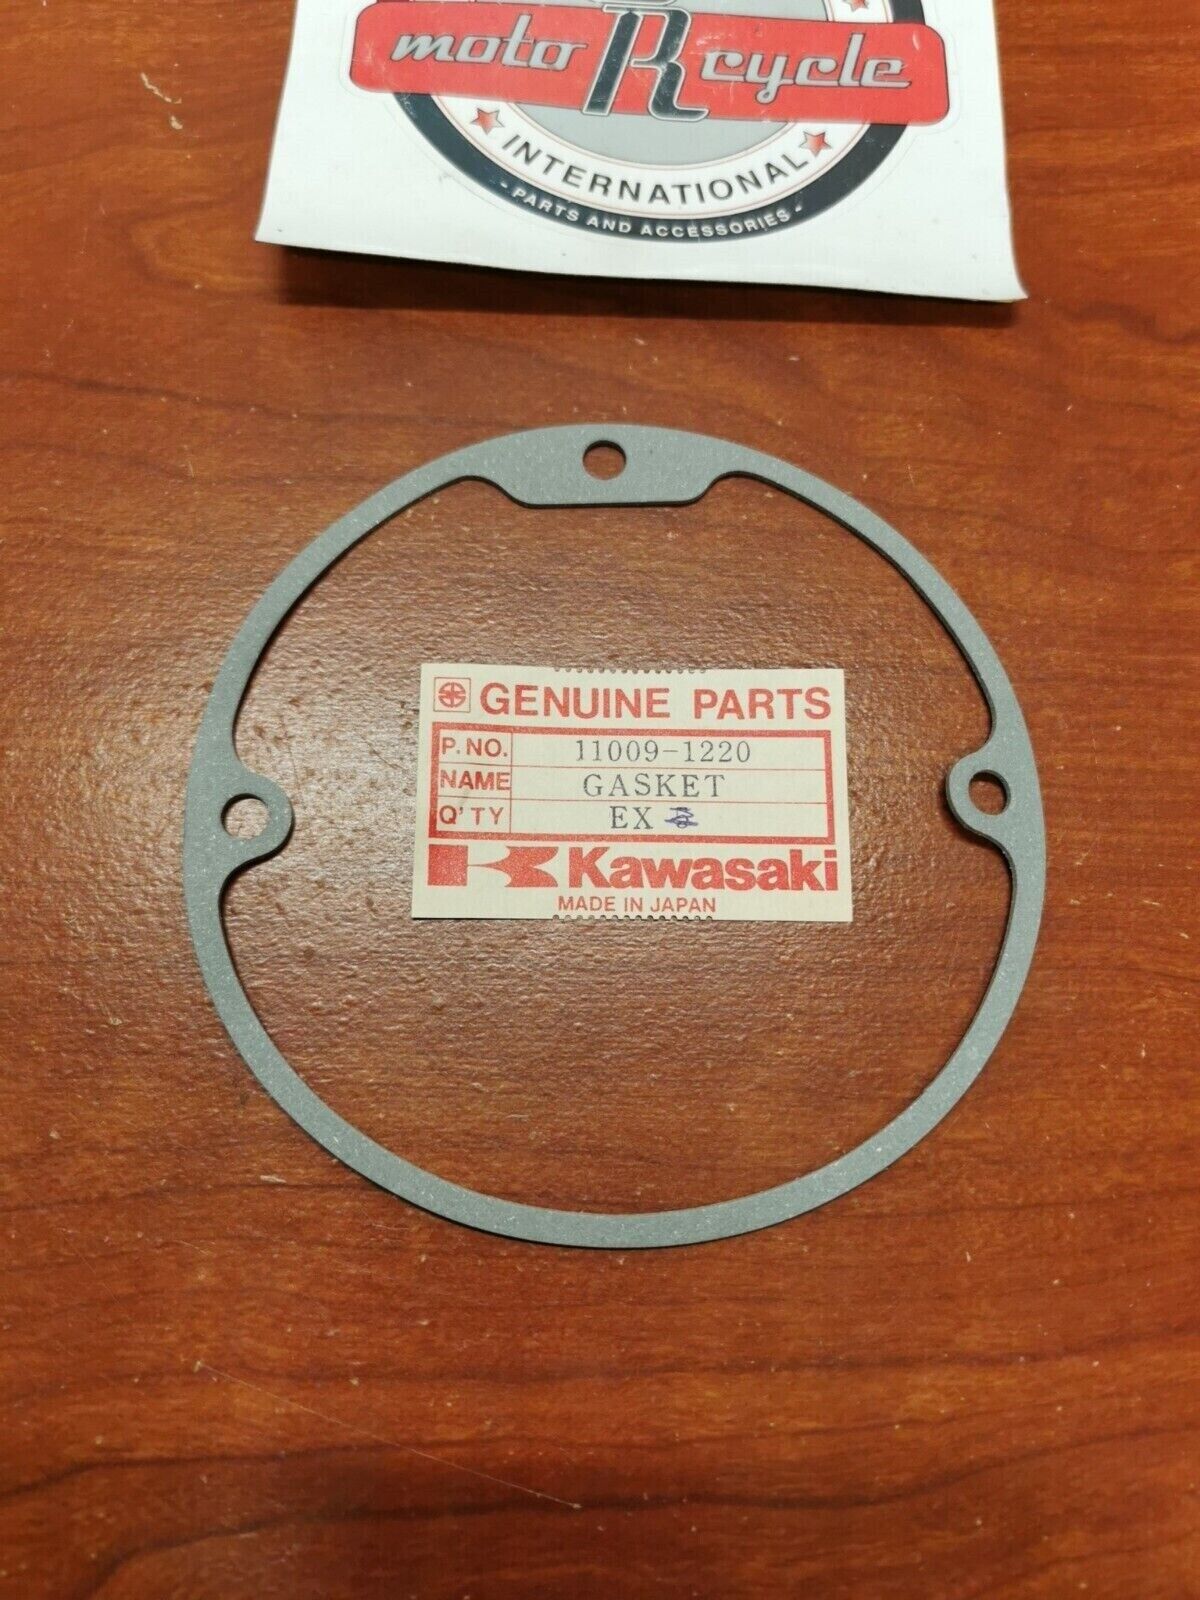 moto R cycle
INTERNATIONAL
- PARTS AND ACCESSORIES -
GENUINE PARTS
P. NO. 11009-1220
NAME GASKET
Q'TY EX
Kawasaki
MADE IN JAPAN